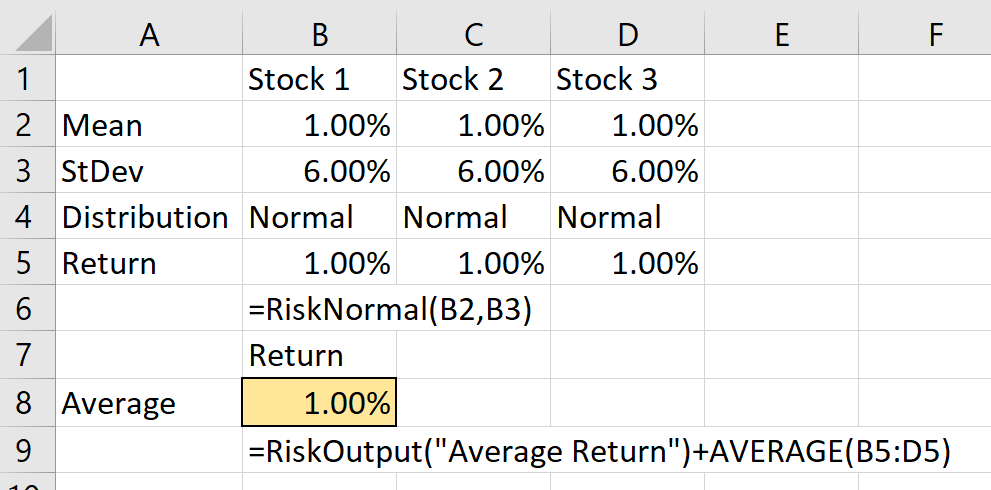 A B C D E F
1 Stock 1 Stock 2 Stock 3
2 Mean 1.00% 1.00% 1.00%
3 StDev 6.00% 6.00% 6.00%
4 Distribution Normal Normal Normal
5 Return 1.00% 1.00% 1.00%
6 =RiskNormal(B2,B3)
7 Return
8 Average 1.00%
9 =RiskOutput("Average Return")+AVERAGE(B5:D5)
10